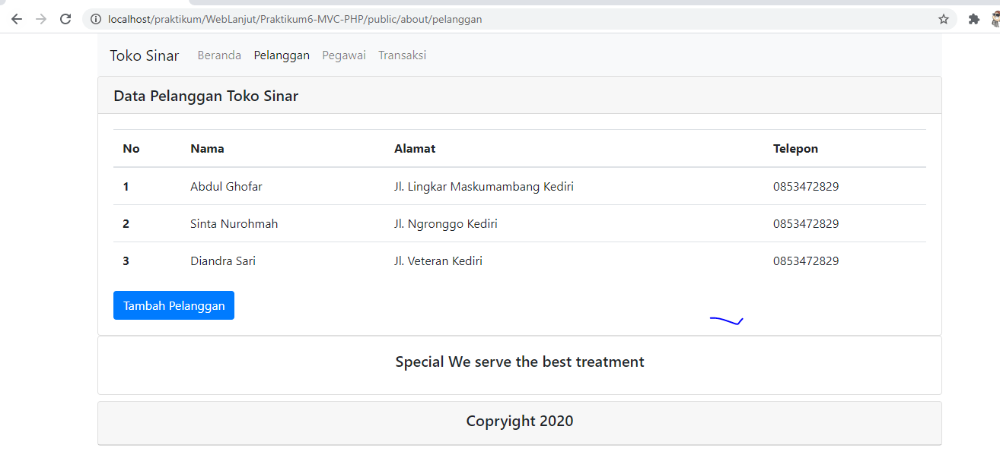 localhost/praktikum/WebLanjut/Praktikum6-MVC-PHP/public/about/pelanggan
Toko Sinar Beranda Pelanggan Pegawai Transaksi
Data Pelanggan Toko Sinar
No Nama Alamat Telepon
1 Abdul Ghofar Jl. Lingkar Maskumambang Kediri 0853472829
2 Sinta Nurohmah Jl. Ngronggo Kediri 0853472829
3 Diandra Sari Jl. Veteran Kediri 0853472829
Tambah Pelanggan
Special We serve the best treatment
Copryight 2020